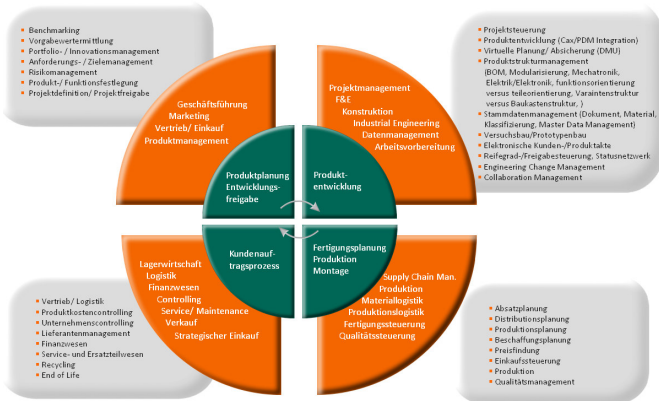 Benchmarking
Vorgabewertermittlung
Portfolio-/ Innovationsmanagement
Anforderungs-/ Zielemanagement
Risikomanagement
Produkt-/ Funktionsfestlegung
Projektdefinition/ Projektfreigabe
Projektsteuerung
Produktentwicklung (Cax/PDM Integration)
Virtuelle Planung/ Absicherung (DMU)
Produktstrukturmanagement
(BOM, Modularisierung, Mechatronik,
Elektrik/Elektronik, funktionsorientierung
versus teileorientierung, Varaintenstruktur
versus Baukastenstruktur, )
Stammdatenmanagement (Dokument, Material,
Klassifizierung, Master Data Management)
Versuchsbau/Prototypenbau
Elektronische Kunden-/Produktakte
Reifegrad-/Freigabesteuerung, Statusnetzwerk
Engineering Change Management
Collaboration Management
Geschäftsführung
Marketing
Vertrieb/ Einkauf
Produktmanagement
Projektmanagement
F&E
Konstruktion
Industrial Engineering
Datenmanagement
Arbeitsvorbereitung
Produktplanung
Entwicklungs-
freigabe
Produkt-
entwicklung
Kundenauf-
tragsprozess
Fertigungsplanung
Produktion
Montage
Lagerwirtschaft
Logistik
Finanzwesen
Controlling
Service/ Maintenance
Verkauf
Strategischer Einkauf
Supply Chain Man.
Produktion
Materiallogistik
Produktionslogistik
Fertigungssteuerung
Qualitätssteuerung
Vertrieb/ Logistik
Produktkostencontrolling
Unternehmenscontrolling
Lieferantenmanagement
Finanzwesen
Service- und Ersatzteilwesen
Recycling
End of Life
Absatzplanung
Distributionsplanung
Produktionsplanung
Beschaffungsplanung
Preisfindung
Einkaufssteuerung
Produktion
Qualitätsmanagement